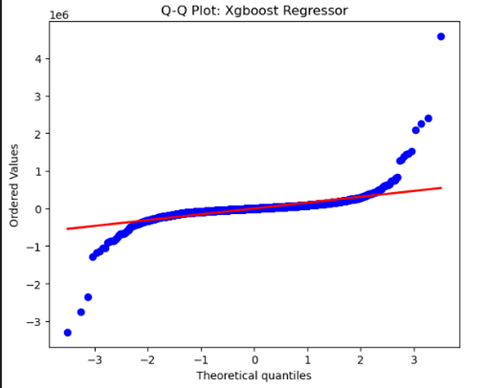 Q-Q Plot: Xgboost Regressor
1e6
4
3
2
1
0
−1
−2
−3
Ordered Values
−3 −2 −1 0 1 2 3
Theoretical quantiles